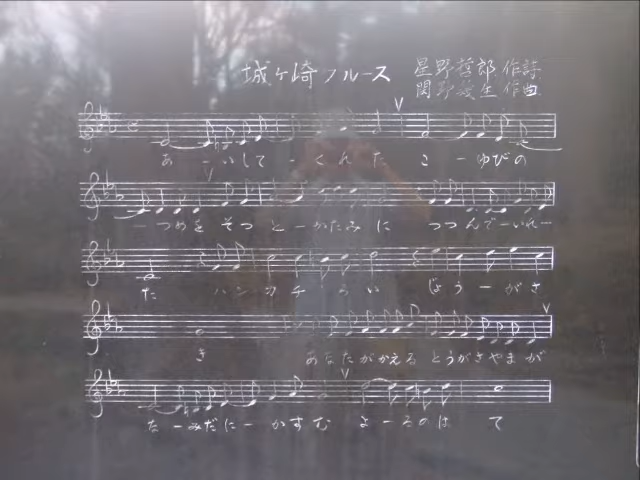 城ヶ崎ブルース 星野哲郎 作詩
関野幾生 作曲
あーいしてーくれた こーゆびの
ーつめを そっとーかたみに つつんでーいれー
た ハンカチらい じょうーがさ
き あなたがかえる とうがさやまが
なーみだにーかすむ よーそのは て